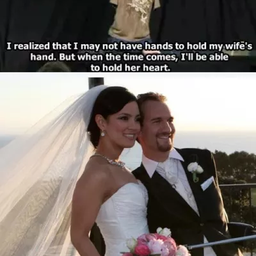 I realized that I may not have hands to hold my wife's
hand. But when the time comes, I'll be able
to hold her heart.